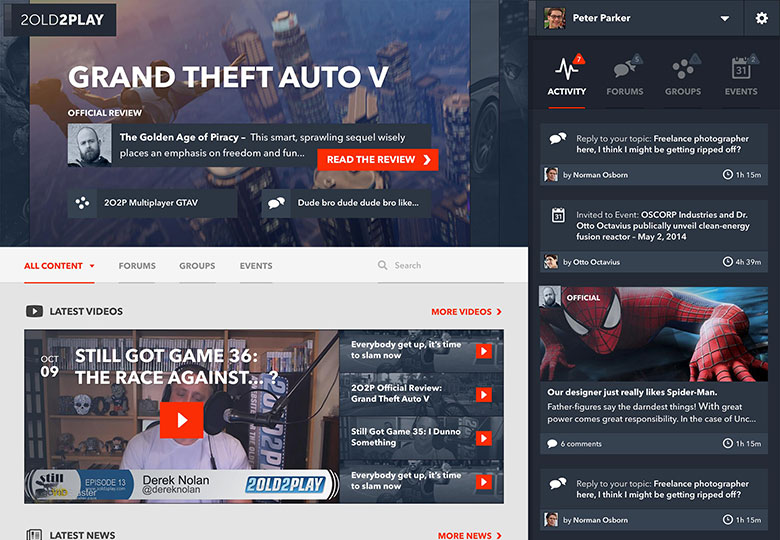 2OLD2PLAY
GRAND THEFT AUTO V
OFFICIAL REVIEW
The Golden Age of Piracy – This smart, sprawling sequel wisely
places an emphasis on freedom and fun...
READ THE REVIEW
2O2P Multiplayer GTAV
Dude bro dude dude bro like...
ALL CONTENT
FORUMS
GROUPS
EVENTS
Search
LATEST VIDEOS
MORE VIDEOS
OCT
09
STILL GOT GAME 36:
THE RACE AGAINST... ?
EPISODE 13
Derek Nolan
@dereknolan
2OLD2PLAY
Still
Everybody get up, it's time
to slam now
2O2P Official Review:
Grand Theft Auto V
Still Got Game 35: I Dunno
Something
Everybody get up, it's time
to slam now
LATEST NEWS
MORE NEWS
Peter Parker
7
ACTIVITY
5
FORUMS
GROUPS
31
2
EVENTS
Reply to your topic: Freelance photographer
here, I think I might be getting ripped off?
by Norman Osborn
1h 15m
31
Invited to Event: OSCORP Industries and Dr.
Otto Octavius publically unveil clean-energy
fusion reactor – May 2, 2014
by Otto Octavius
4h 39m
OFFICIAL
Our designer just really likes Spider-Man.
Father-figures say the darndest things! With great
power comes great responsibility. In the case of Unc...
6 comments
1h 15m
Reply to your topic: Freelance photographer
here, I think I might be getting ripped off?
by Norman Osborn
1h 15m